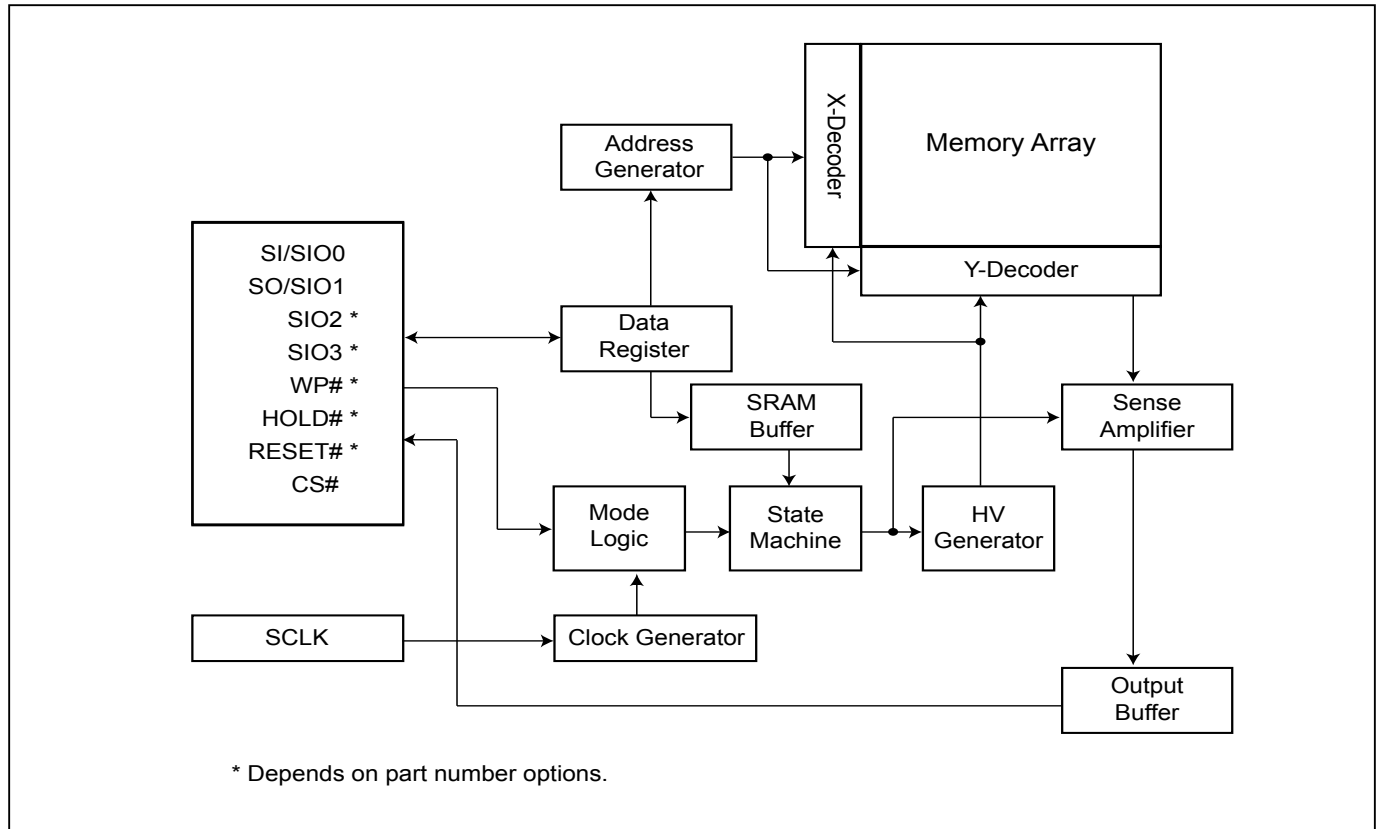 X-Decoder
Memory Array
Address
Generator
SI/SIO0
SO/SIO1
SIO2 *
SIO3 *
WP# *
HOLD# *
RESET# *
CS#
Y-Decoder
Data
Register
SRAM
Buffer
Sense
Amplifier
Mode
Logic
State
Machine
HV
Generator
SCLK
Clock Generator
Output
Buffer
* Depends on part number options.